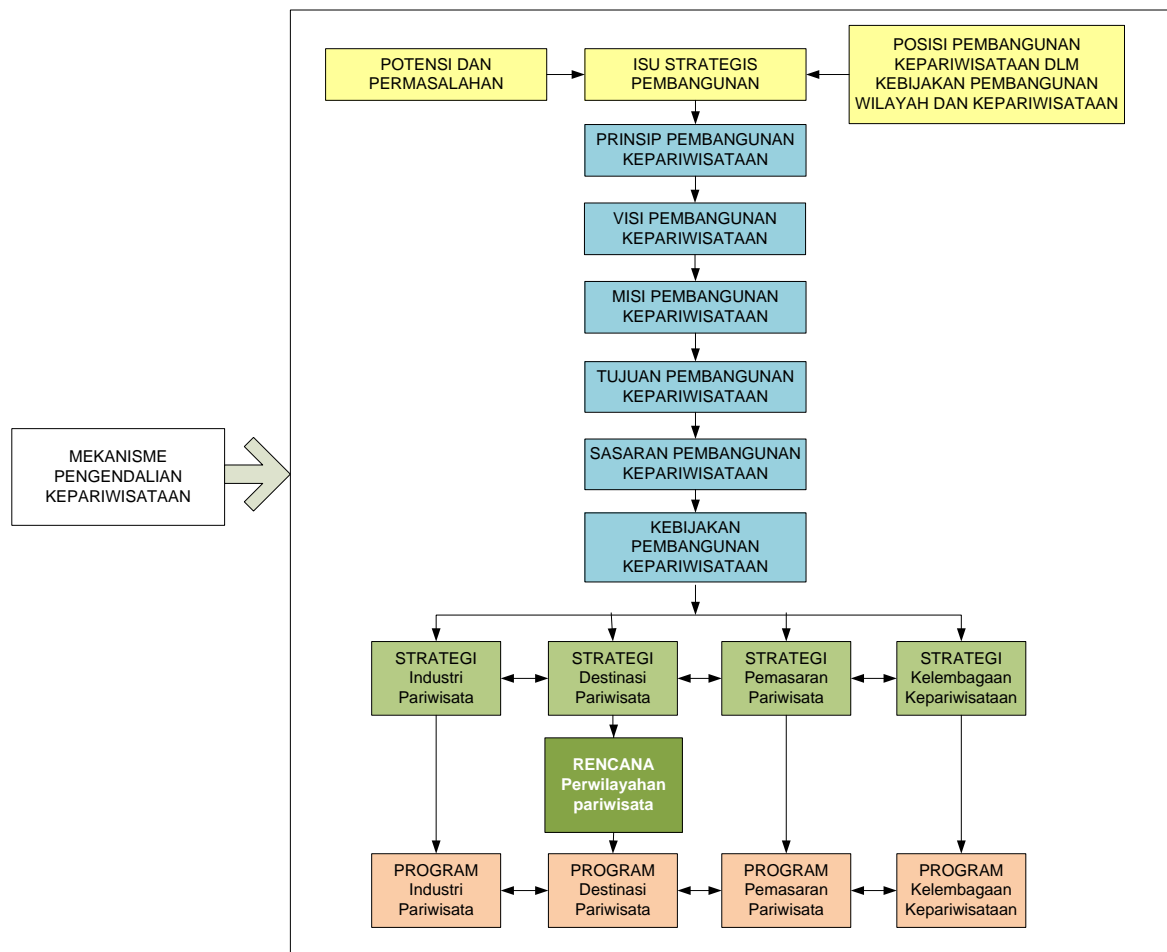 POTENSI DAN
PERMASALAHAN
ISU STRATEGIS
PEMBANGUNAN
POSISI PEMBANGUNAN
KEPARIWISATAAN DLM
KEBIJAKAN PEMBANGUNAN
WILAYAH DAN KEPARIWISATAAN
PRINSIP PEMBANGUNAN
KEPARIWISATAAN
VISI PEMBANGUNAN
KEPARIWISATAAN
MISI PEMBANGUNAN
KEPARIWISATAAN
TUJUAN PEMBANGUNAN
KEPARIWISATAAN
MEKANISME
PENGENDALIAN
KEPARIWISATAAN
SASARAN PEMBANGUNAN
KEPARIWISATAAN
KEBIJAKAN
PEMBANGUNAN
KEPARIWISATAAN
STRATEGI
Industri
Pariwisata
STRATEGI
Destinasi
Pariwisata
STRATEGI
Pemasaran
Pariwisata
STRATEGI
Kelembagaan
Kepariwisataan
RENCANA
Perwilayahan
pariwisata
PROGRAM
Industri
Pariwisata
PROGRAM
Destinasi
Pariwisata
PROGRAM
Pemasaran
Pariwisata
PROGRAM
Kelembagaan
Kepariwisataan